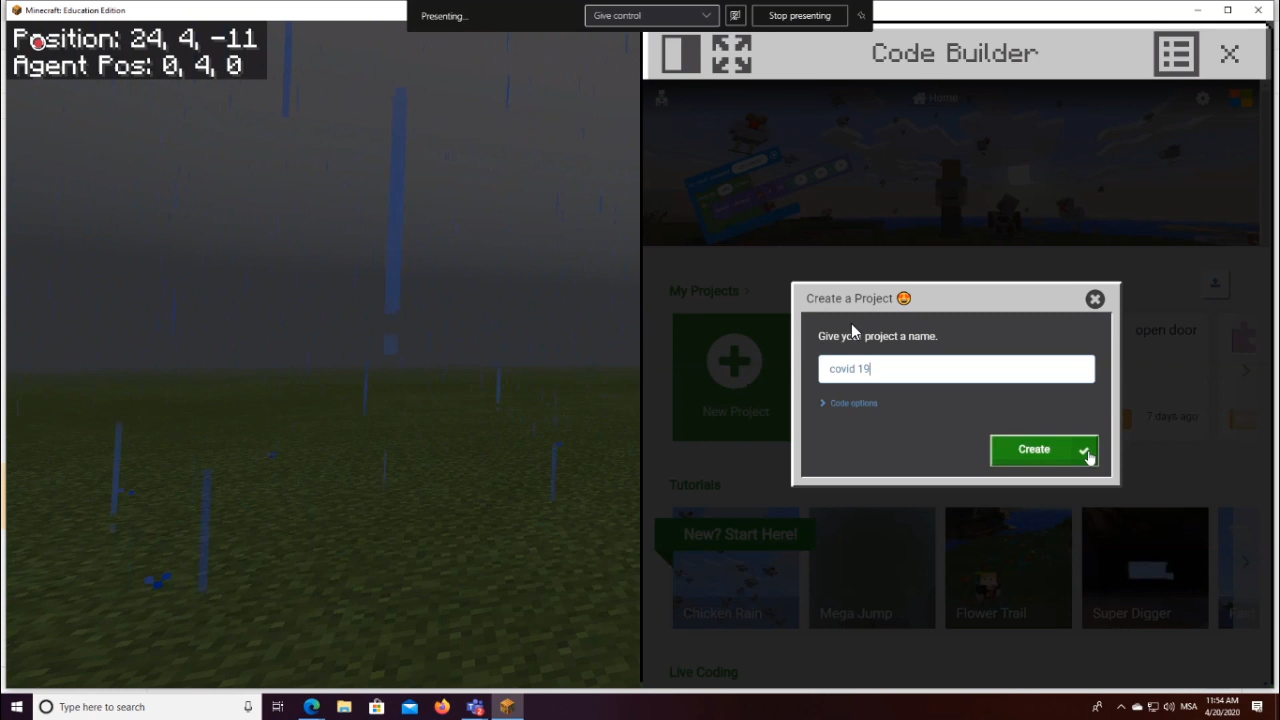 Minecraft: Education Edition
Presenting...
Give control
Stop presenting
Position: 24, 4, -11
Agent Pos: 0, 4, 0
Code Builder
Home
My Projects
Create a Project 🤩
Give your project a name.
covid 19
Code options
Create
New Project
open door
7 days ago
Tutorials
New? Start Here!
Chicken Rain
Mega Jump
Flower Trail
Super Digger
Live Coding
Type here to search
MSA
11:54 AM
4/20/2020